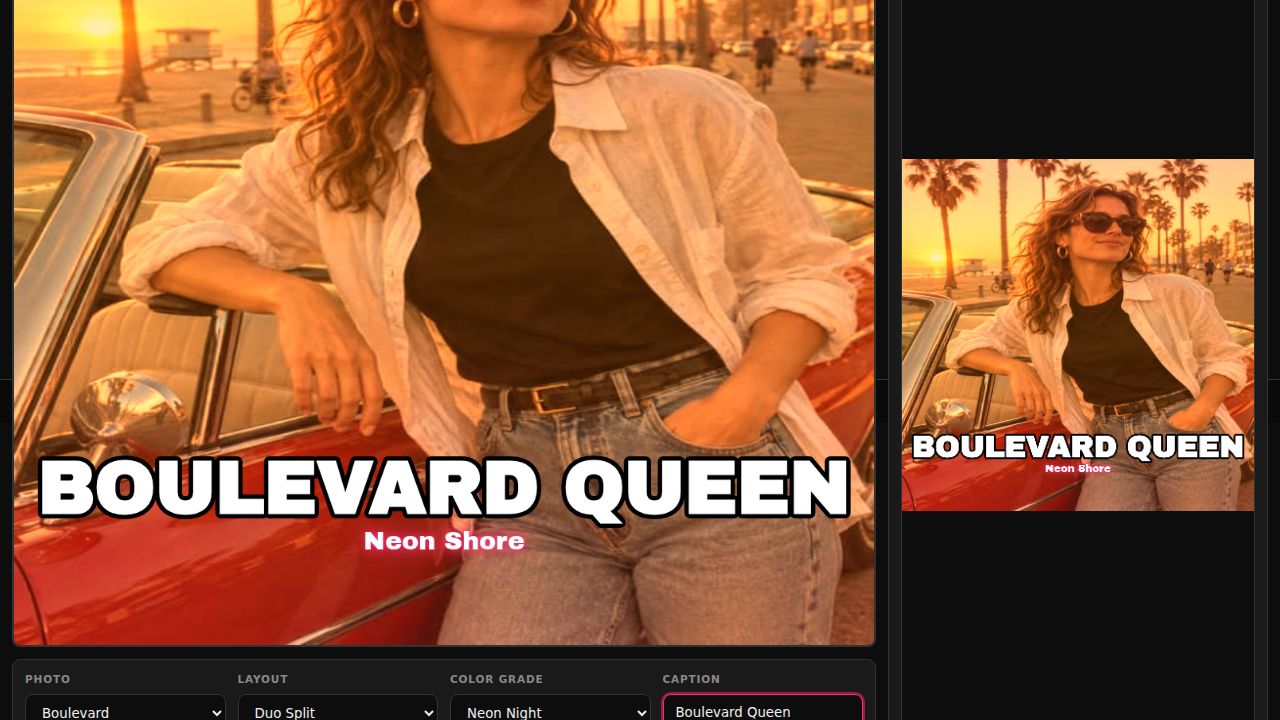 BOULEVARD QUEEN
Neon Shore
BOULEVARD QUEEN
Neon Shore
PHOTO
LAYOUT
COLOR GRADE
CAPTION
Boulevard
Duo Split
Neon Night
Boulevard Queen